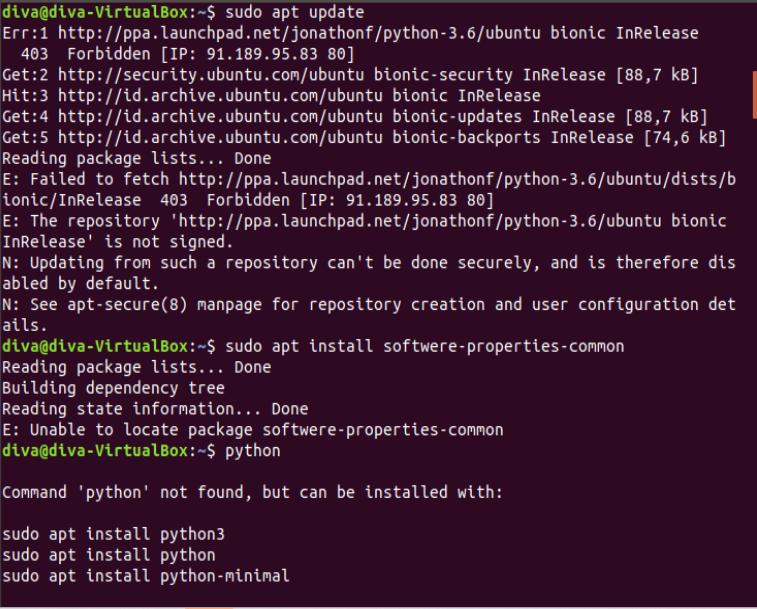 diva@diva-VirtualBox:~$ sudo apt update
Err:1 http://ppa.launchpad.net/jonathonf/python-3.6/ubuntu bionic InRelease
  403  Forbidden [IP: 91.189.95.83 80]
Get:2 http://security.ubuntu.com/ubuntu bionic-security InRelease [88,7 kB]
Hit:3 http://id.archive.ubuntu.com/ubuntu bionic InRelease
Get:4 http://id.archive.ubuntu.com/ubuntu bionic-updates InRelease [88,7 kB]
Get:5 http://id.archive.ubuntu.com/ubuntu bionic-backports InRelease [74,6 kB]
Reading package lists... Done
E: Failed to fetch http://ppa.launchpad.net/jonathonf/python-3.6/ubuntu/dists/b
ionic/InRelease  403  Forbidden [IP: 91.189.95.83 80]
E: The repository 'http://ppa.launchpad.net/jonathonf/python-3.6/ubuntu bionic
InRelease' is not signed.
N: Updating from such a repository can't be done securely, and is therefore dis
abled by default.
N: See apt-secure(8) manpage for repository creation and user configuration det
ails.
diva@diva-VirtualBox:~$ sudo apt install softwere-properties-common
Reading package lists... Done
Building dependency tree
Reading state information... Done
E: Unable to locate package softwere-properties-common
diva@diva-VirtualBox:~$ python
Command 'python' not found, but can be installed with:
sudo apt install python3
sudo apt install python
sudo apt install python-minimal